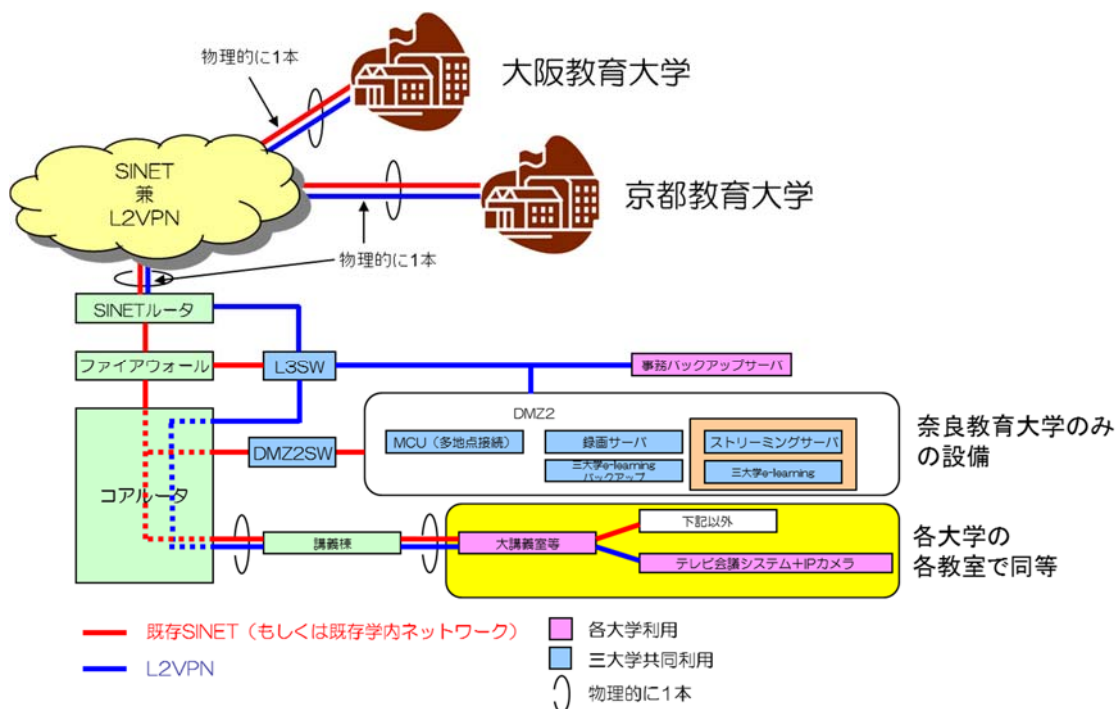 物理的に1本
大阪教育大学
SINET
兼
L2VPN
京都教育大学
物理的に1本
SINETルータ
ファイアウォール
L3SW
事務バックアップサーバ
DMZ2
DMZ2SW
MCU（多地点接続）
録画サーバ
ストリーミングサーバ
三大学e-learning
バックアップ
三大学e-learning
奈良教育大学のみ
の設備
コアルータ
講義棟
大講義室等
下記以外
テレビ会議システム+IPカメラ
各大学の
各教室で同等
既存SINET（もしくは既存学内ネットワーク）
L2VPN
各大学利用
三大学共同利用
物理的に1本